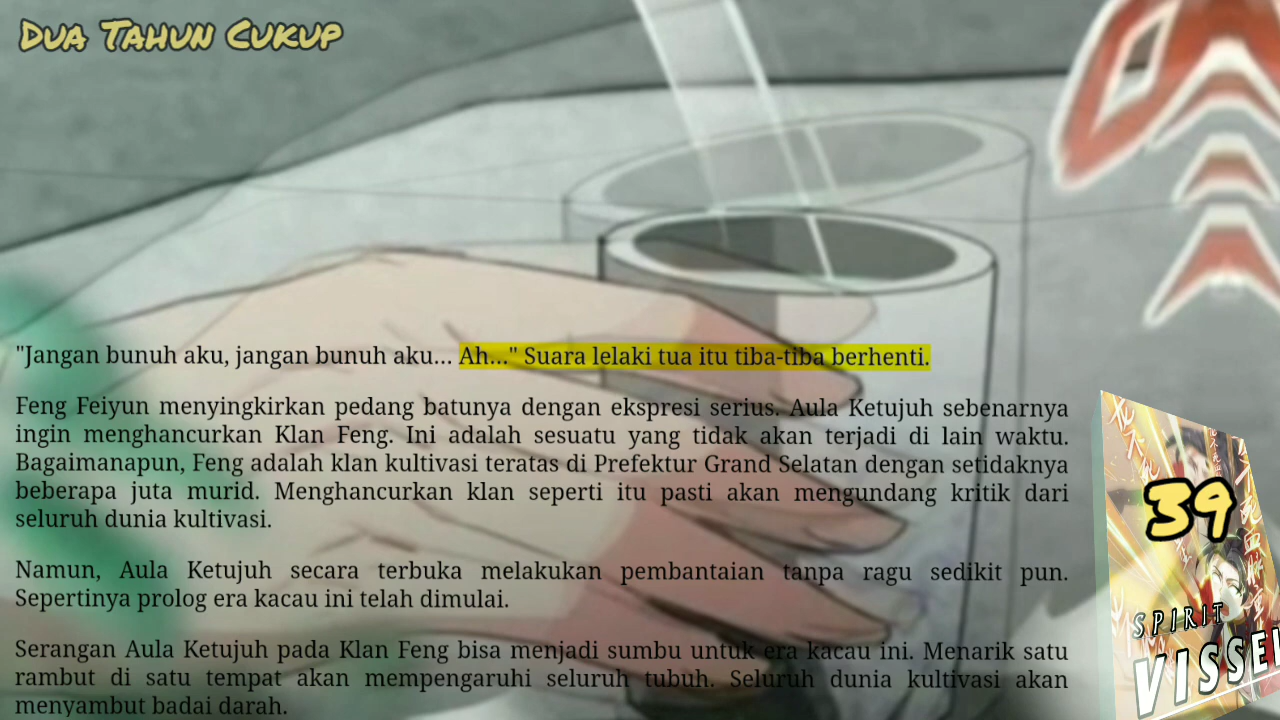 Dua Tahun Cukup
"Jangan bunuh aku, jangan bunuh aku... Ah..." Suara lelaki tua itu tiba-tiba berhenti.
Feng Feiyun menyingkirkan pedang batunya dengan ekspresi serius. Aula Ketujuh sebenarnya
ingin menghancurkan Klan Feng. Ini adalah sesuatu yang tidak akan terjadi di lain waktu.
Bagaimanapun, Feng adalah klan kultivasi teratas di Prefektur Grand Selatan dengan setidaknya
beberapa juta murid. Menghancurkan klan seperti itu pasti akan mengundang kritik dari
seluruh dunia kultivasi.
Namun, Aula Ketujuh secara terbuka melakukan pembantaian tanpa ragu sedikit pun.
Sepertinya prolog era kacau ini telah dimulai.
Serangan Aula Ketujuh pada Klan Feng bisa menjadi sumbu untuk era kacau ini. Menarik satu
rambut di satu tempat akan mempengaruhi seluruh tubuh. Seluruh dunia kultivasi akan
menyambut badai darah.
39
SPIRIT
VISSEL